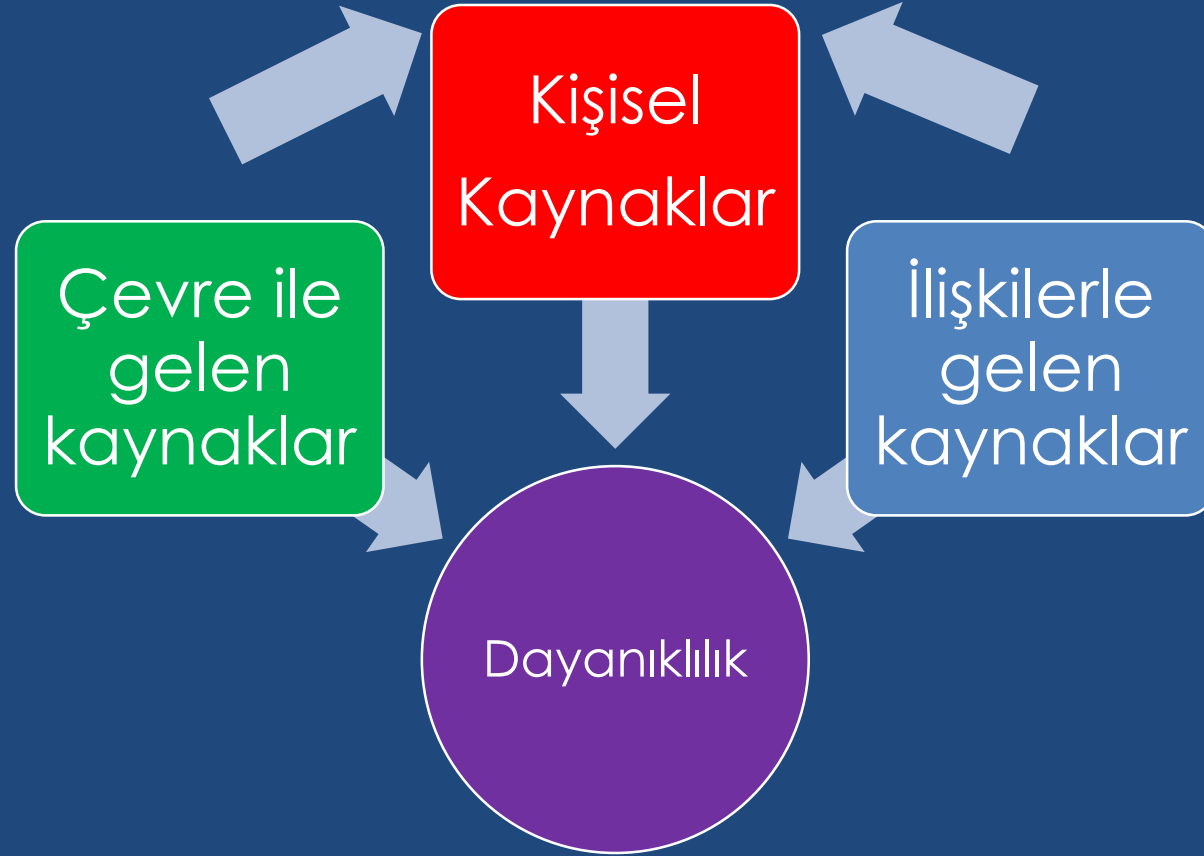 Kişisel
Kaynaklar
Çevre ile
gelen
kaynaklar
İlişkilerle
gelen
kaynaklar
Dayanıklılık